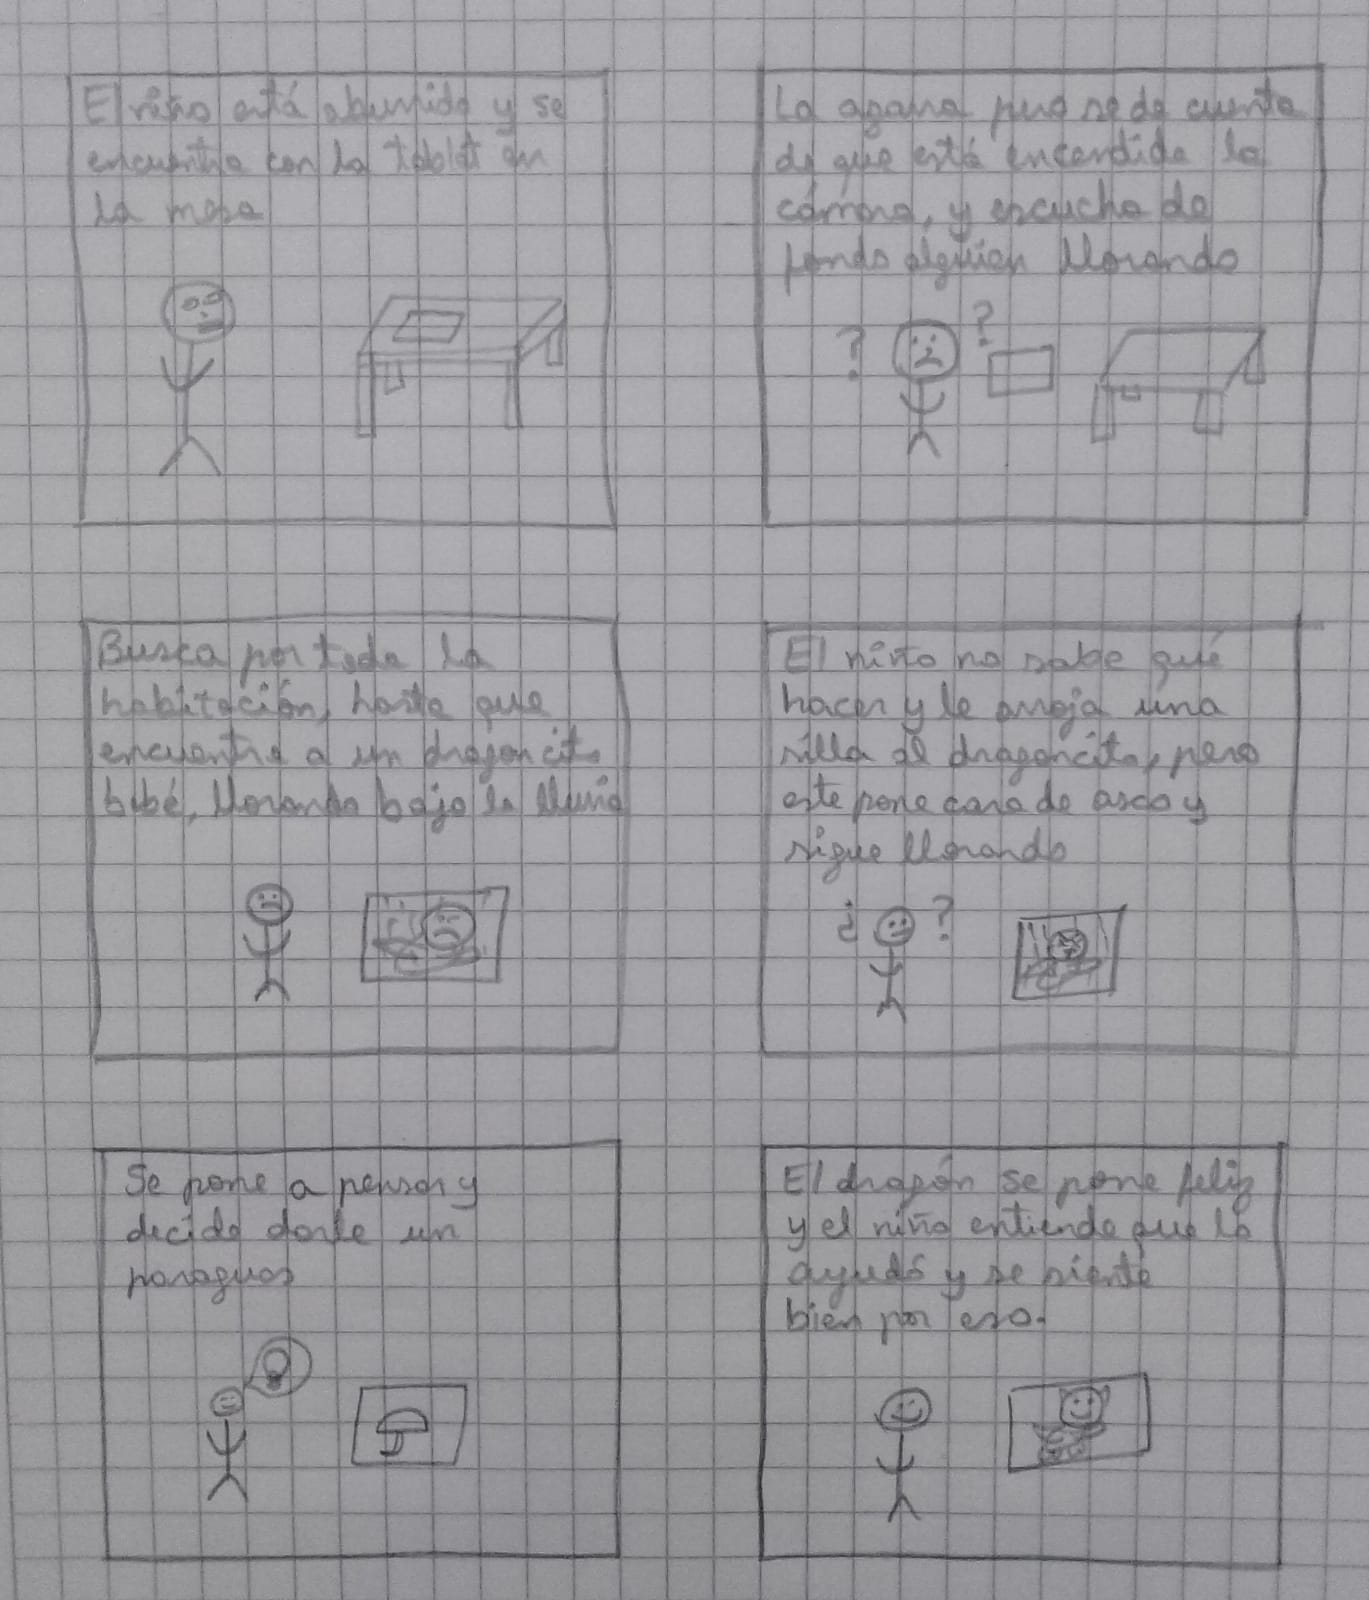 El niño está aburrido y se
encuentra con la tablet en
la mesa
La agarra pero se da cuenta
de que está encendida la
cámara, y escucha de
fondo alguien llorando
? ?
Busca por toda la
habitación, hasta que
encuentra a un dragoncito
bebé, llorando bajo la lluvia
El niño no sabe qué
hacer y le arroja una
silla al dragoncito, pero
este pone cara de asco y
sigue llorando
¿ ?
Se pone a pensar y
decide darle un
paraguas
El dragón se pone feliz
y el niño entiende que lo
ayudó y se siente
bien por eso.